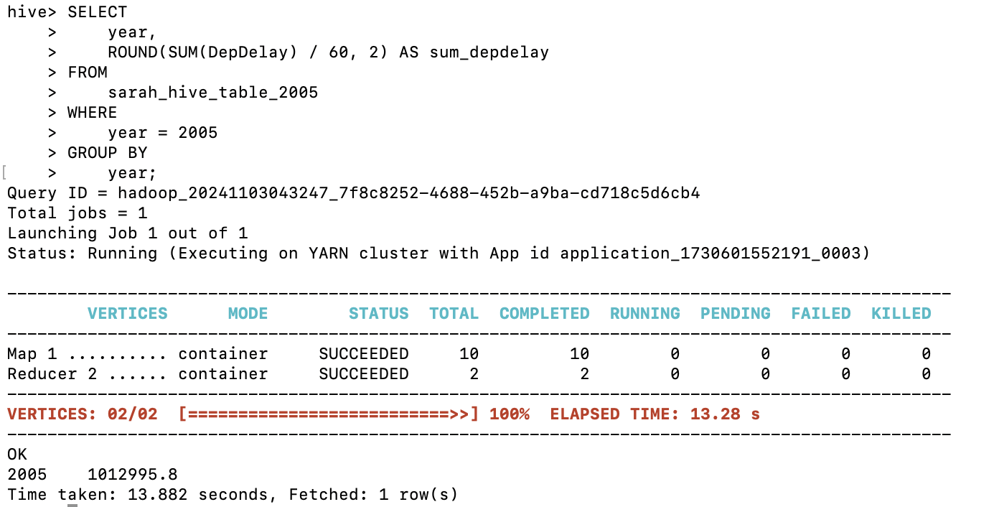 hive> SELECT
    >     year,
    >     ROUND(SUM(DepDelay) / 60, 2) AS sum_depdelay
    > FROM
    >     sarah_hive_table_2005
    > WHERE
    >     year = 2005
    > GROUP BY
[   >     year;
Query ID = hadoop_20241103043247_7f8c8252-4688-452b-a9ba-cd718c5d6cb4
Total jobs = 1
Launching Job 1 out of 1
Status: Running (Executing on YARN cluster with App id application_1730601552191_0003)

----------------------------------------------------------------------------------------------
        VERTICES      MODE        STATUS  TOTAL  COMPLETED  RUNNING  PENDING  FAILED  KILLED
----------------------------------------------------------------------------------------------
Map 1 .......... container     SUCCEEDED     10         10        0        0       0       0
Reducer 2 ...... container     SUCCEEDED      2          2        0        0       0       0
----------------------------------------------------------------------------------------------
VERTICES: 02/02  [==========================>>] 100%  ELAPSED TIME: 13.28 s
----------------------------------------------------------------------------------------------
OK
2005    1012995.8
Time taken: 13.882 seconds, Fetched: 1 row(s)